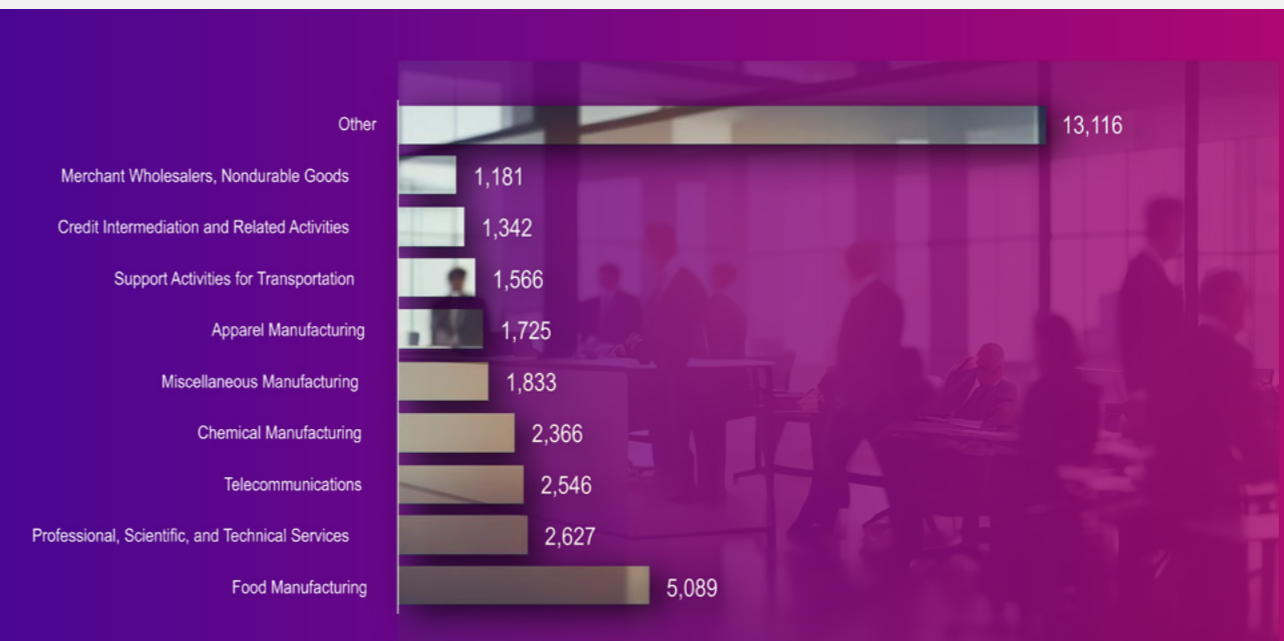 Other 13,116
Merchant Wholesalers, Nondurable Goods 1,181
Credit Intermediation and Related Activities 1,342
Support Activities for Transportation 1,566
Apparel Manufacturing 1,725
Miscellaneous Manufacturing 1,833
Chemical Manufacturing 2,366
Telecommunications 2,546
Professional, Scientific, and Technical Services 2,627
Food Manufacturing 5,089